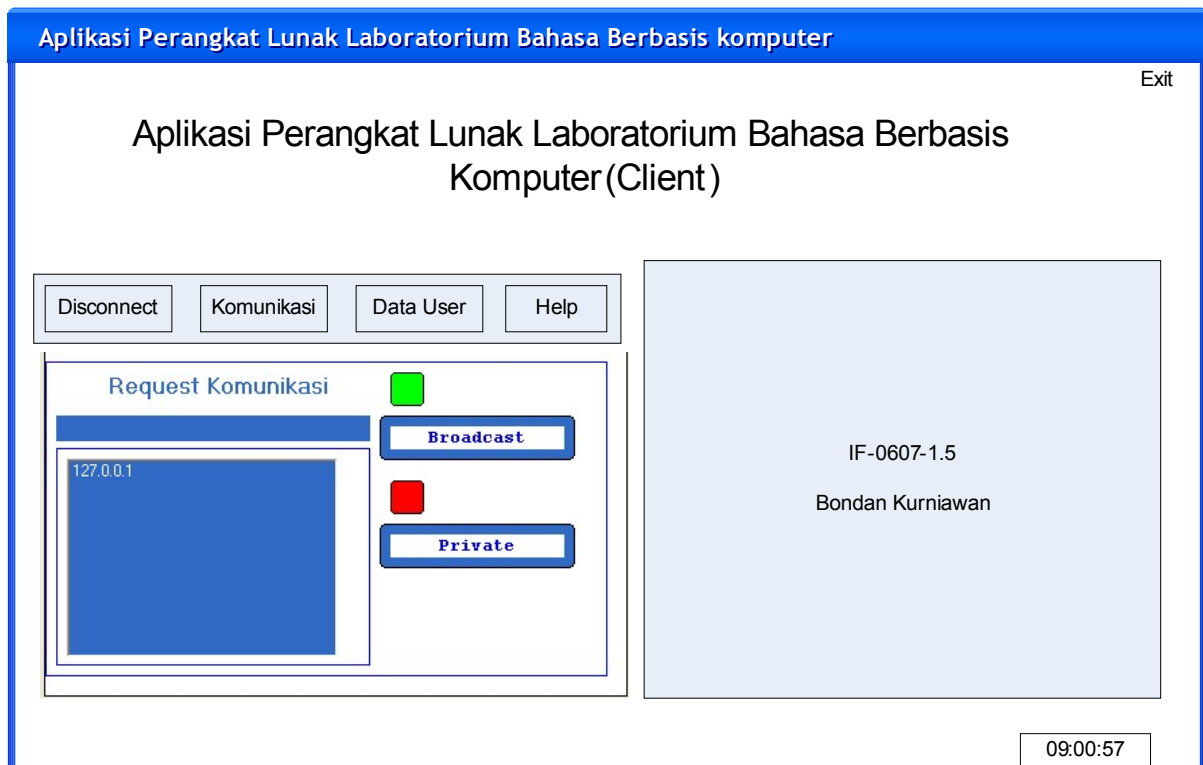 Aplikasi Perangkat Lunak Laboratorium Bahasa Berbasis komputer
Exit
Aplikasi Perangkat Lunak Laboratorium Bahasa Berbasis
Komputer (Client)
Disconnect Komunikasi Data User Help
Request Komunikasi
Broadcast
127.0.0.1
Private
IF-0607-1.5
Bondan Kurniawan
09:00:57